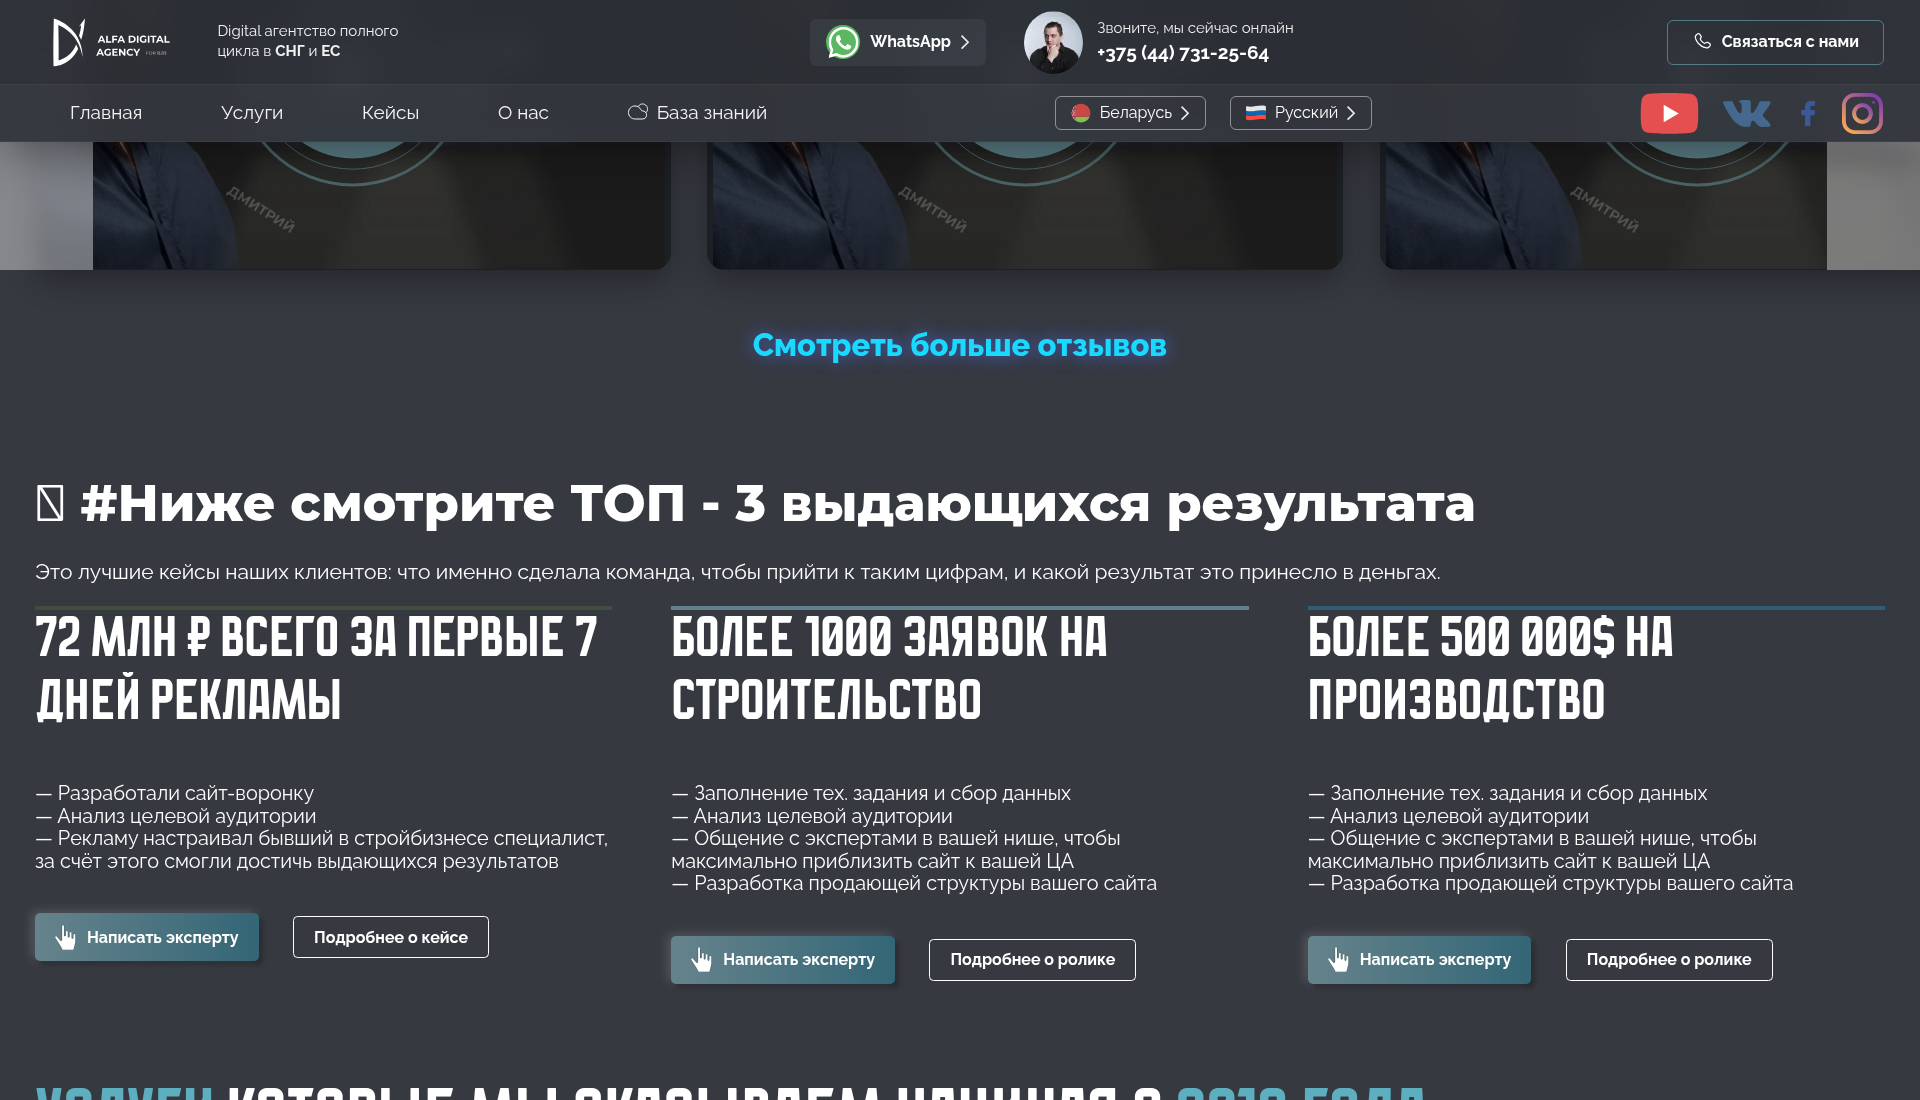 ALFA DIGITAL
AGENCY FOR B2B
Digital агентство полного
цикла в СНГ и ЕС
WhatsApp
Звоните, мы сейчас онлайн
+375 (44) 731-25-64
Связаться с нами
Главная
Услуги
Кейсы
О нас
База знаний
Беларусь
Русский
ДМИТРИЙ
ДМИТРИЙ
ДМИТРИЙ
Смотреть больше отзывов
#Ниже смотрите ТОП - 3 выдающихся результата
Это лучшие кейсы наших клиентов: что именно сделала команда, чтобы прийти к таким цифрам, и какой результат это принесло в деньгах.
72 МЛН ₽ ВСЕГО ЗА ПЕРВЫЕ 7
ДНЕЙ РЕКЛАМЫ
— Разработали сайт-воронку
— Анализ целевой аудитории
— Рекламу настраивал бывший в стройбизнесе специалист,
за счёт этого смогли достичь выдающихся результатов
Написать эксперту
Подробнее о кейсе
БОЛЕЕ 1000 ЗАЯВОК НА
СТРОИТЕЛЬСТВО
— Заполнение тех. задания и сбор данных
— Анализ целевой аудитории
— Общение с экспертами в вашей нише, чтобы
максимально приблизить сайт к вашей ЦА
— Разработка продающей структуры вашего сайта
Написать эксперту
Подробнее о ролике
БОЛЕЕ 500 000$ НА
ПРОИЗВОДСТВО
— Заполнение тех. задания и сбор данных
— Анализ целевой аудитории
— Общение с экспертами в вашей нише, чтобы
максимально приблизить сайт к вашей ЦА
— Разработка продающей структуры вашего сайта
Написать эксперту
Подробнее о ролике